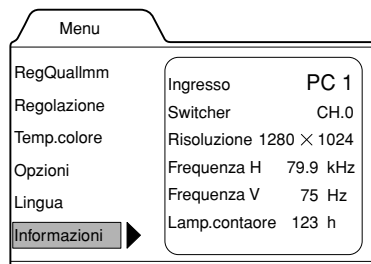 Menu
RegQualImm
Regolazione
Temp.colore
Opzioni
Lingua
Informazioni
Ingresso PC 1
Switcher CH.0
Risoluzione 1280 × 1024
Frequenza H 79.9 kHz
Frequenza V 75 Hz
Lamp.contaore 123 h